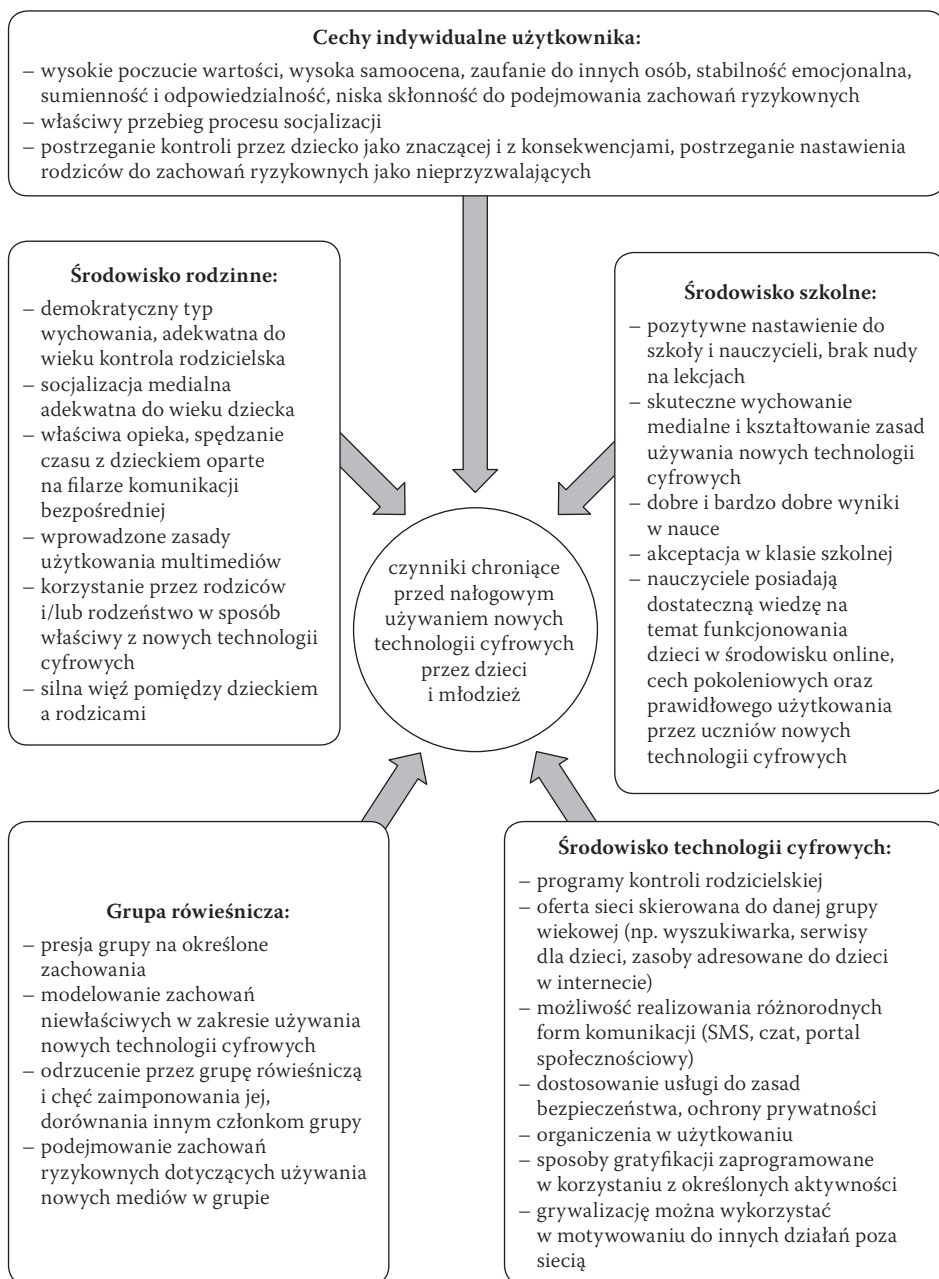 Cechy indywidualne użytkownika:
– wysokie poczucie wartości, wysoka samoocena, zaufanie do innych osób, stabilność emocjonalna,
sumienność i odpowiedzialność, niska skłonność do podejmowania zachowań ryzykownych
– właściwy przebieg procesu socjalizacji
– postrzeganie kontroli przez dziecko jako znaczącej i z konsekwencjami, postrzeganie nastawienia
rodziców do zachowań ryzykownych jako nieprzyzwalających
Środowisko rodzinne:
– demokratyczny typ
wychowania, adekwatna do
wieku kontrola rodzicielska
– socjalizacja medialna
adekwatna do wieku dziecka
– właściwa opieka, spędzanie
czasu z dzieckiem oparte
na filarze komunikacji
bezpośredniej
– wprowadzone zasady
użytkowania multimediów
– korzystanie przez rodziców
i/lub rodzeństwo w sposób
właściwy z nowych technologii
cyfrowych
– silna więź pomiędzy dzieckiem
a rodzicami
Środowisko szkolne:
– pozytywne nastawienie do
szkoły i nauczycieli, brak nudy
na lekcjach
– skuteczne wychowanie
medialne i kształtowanie zasad
używania nowych technologii
cyfrowych
– dobre i bardzo dobre wyniki
w nauce
– akceptacja w klasie szkolnej
– nauczyciele posiadają
dostateczną wiedzę na
temat funkcjonowania
dzieci w środowisku online,
cech pokoleniowych oraz
prawidłowego użytkowania
przez uczniów nowych
technologii cyfrowych
czynniki chroniące
przed nałogowym
używaniem nowych
technologii cyfrowych
przez dzieci
i młodzież
Grupa rówieśnicza:
– presja grupy na określone
zachowania
– modelowanie zachowań
niewłaściwych w zakresie używania
nowych technologii cyfrowych
– odrzucenie przez grupę rówieśniczą
i chęć zaimponowania jej,
dorównania innym członkom grupy
– podejmowanie zachowań
ryzykownych dotyczących używania
nowych mediów w grupie
Środowisko technologii cyfrowych:
– programy kontroli rodzicielskiej
– oferta sieci skierowana do danej grupy
wiekowej (np. wyszukiwarka, serwisy
dla dzieci, zasoby adresowane do dzieci
w internecie)
– możliwość realizowania różnorodnych
form komunikacji (SMS, czat, portal
społecznościowy)
– dostosowanie usługi do zasad
bezpieczeństwa, ochrony prywatności
– organiczenia w użytkowaniu
– sposoby gratyfikacji zaprogramowane
w korzystaniu z określonych aktywności
– grywalizację można wykorzystać
w motywowaniu do innych działań poza
siecią